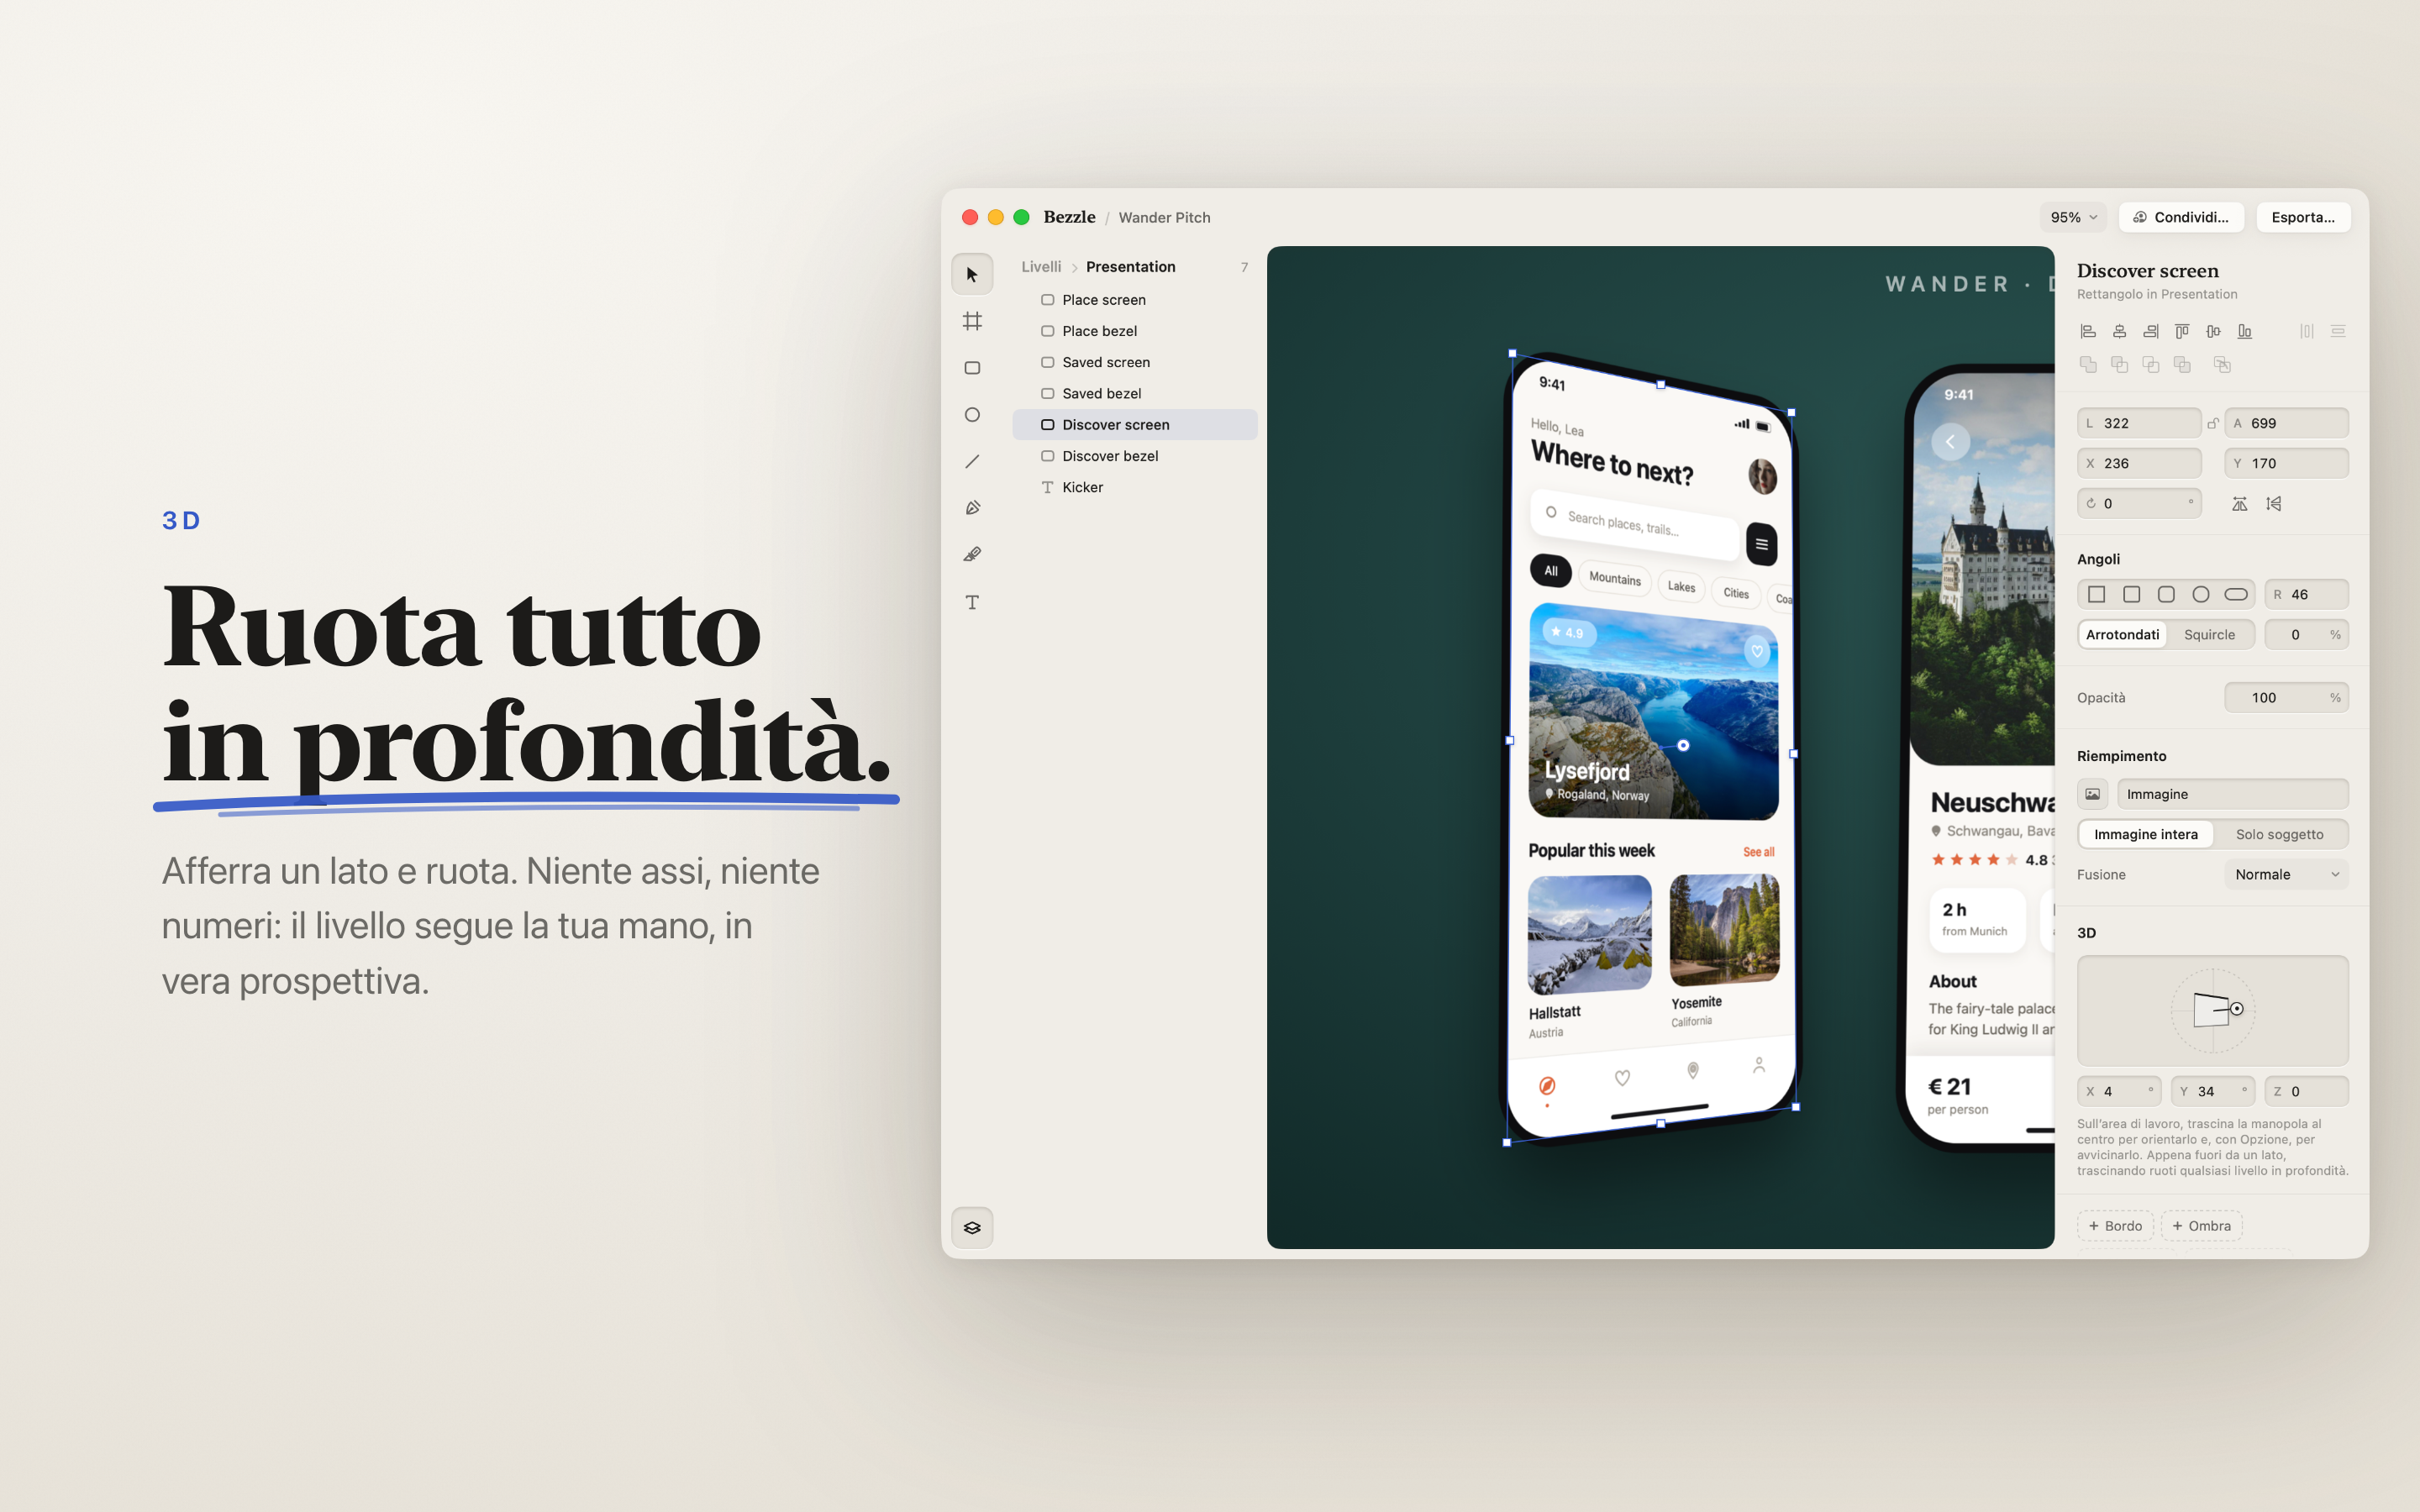 3D
Ruota tutto
in profondità.
Afferra un lato e ruota. Niente assi, niente
numeri: il livello segue la tua mano, in
vera prospettiva.
Bezzle / Wander Pitch
95%
Condividi...
Esporta...
Livelli > Presentation 7
Place screen
Place bezel
Saved screen
Saved bezel
Discover screen
Discover bezel
Kicker
WANDER ·
9:41
Hello, Lea
Where to next?
Search places, trails...
All
Mountains
Lakes
Cities
Coa
4.9
Lysefjord
Rogaland, Norway
Popular this week
See all
Hallstatt
Austria
Yosemite
California
9:41
Neuschwa
Schwangau, Bava
4.8
2 h
from Munich
About
The fairy-tale palace
for King Ludwig II ar
€ 21
per person
Discover screen
Rettangolo in Presentation
L 322
A 699
X 236
Y 170
0 °
Angoli
R 46
Arrotondati
Squircle
0 %
Opacità
100 %
Riempimento
Immagine
Immagine intera
Solo soggetto
Fusione
Normale
3D
X 4 °
Y 34 °
Z 0
Sull'area di lavoro, trascina la manopola al
centro per orientarlo e, con Opzione, per
avvicinarlo. Appena fuori da un lato,
trascinando ruoti qualsiasi livello in profondità.
+ Bordo
+ Ombra